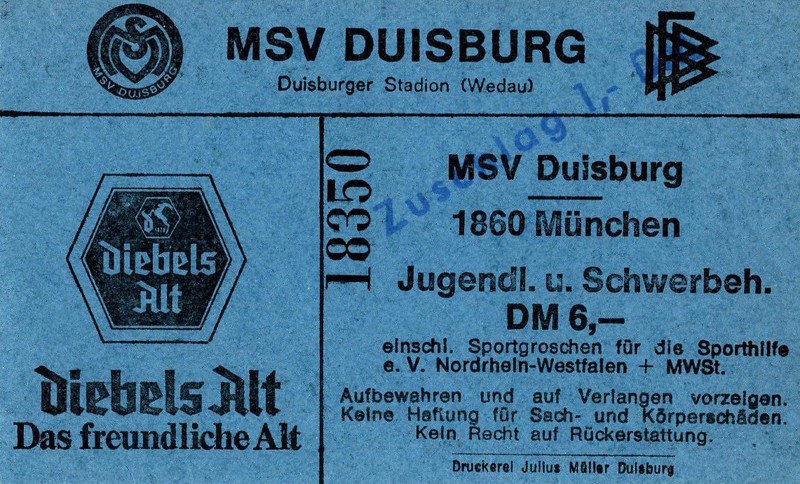 MSV DUISBURG
MSV DUISBURG
Duisburger Stadion (Wedau)
DFB
Zuschlag 1,- DM
18350
MSV Duisburg
1860 München
Jugendl. u. Schwerbeh.
DM 6,—
einschl. Sportgroschen für die Sporthilfe
e. V. Nordrhein-Westfalen + MWSt.
Aufbewahren und auf Verlangen vorzeigen.
Keine Haftung für Sach- und Körperschäden.
Kein Recht auf Rückerstattung.
Druckerei Julius Müller Duisburg
diebels
Alt
diebels Alt
Das freundliche Alt